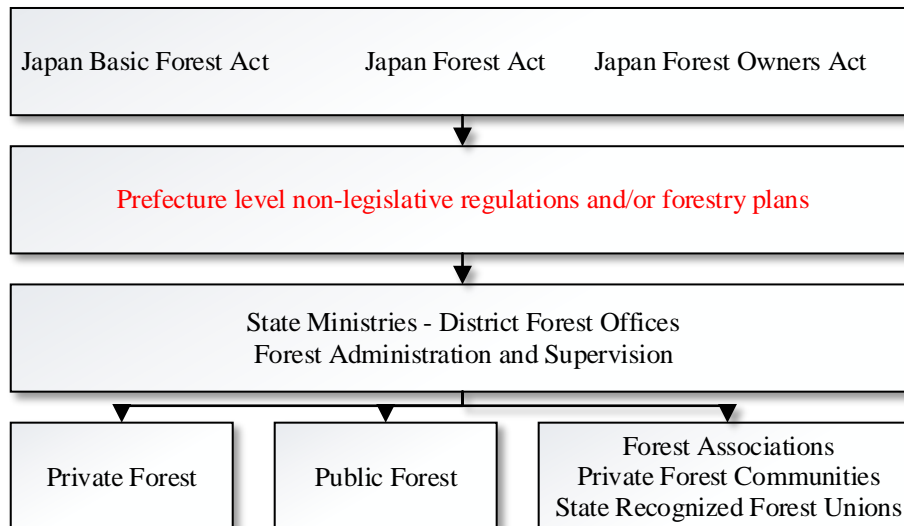 Japan Basic Forest Act Japan Forest Act Japan Forest Owners Act
Prefecture level non-legislative regulations and/or forestry plans
State Ministries - District Forest Offices
Forest Administration and Supervision
Private Forest
Public Forest
Forest Associations
Private Forest Communities
State Recognized Forest Unions